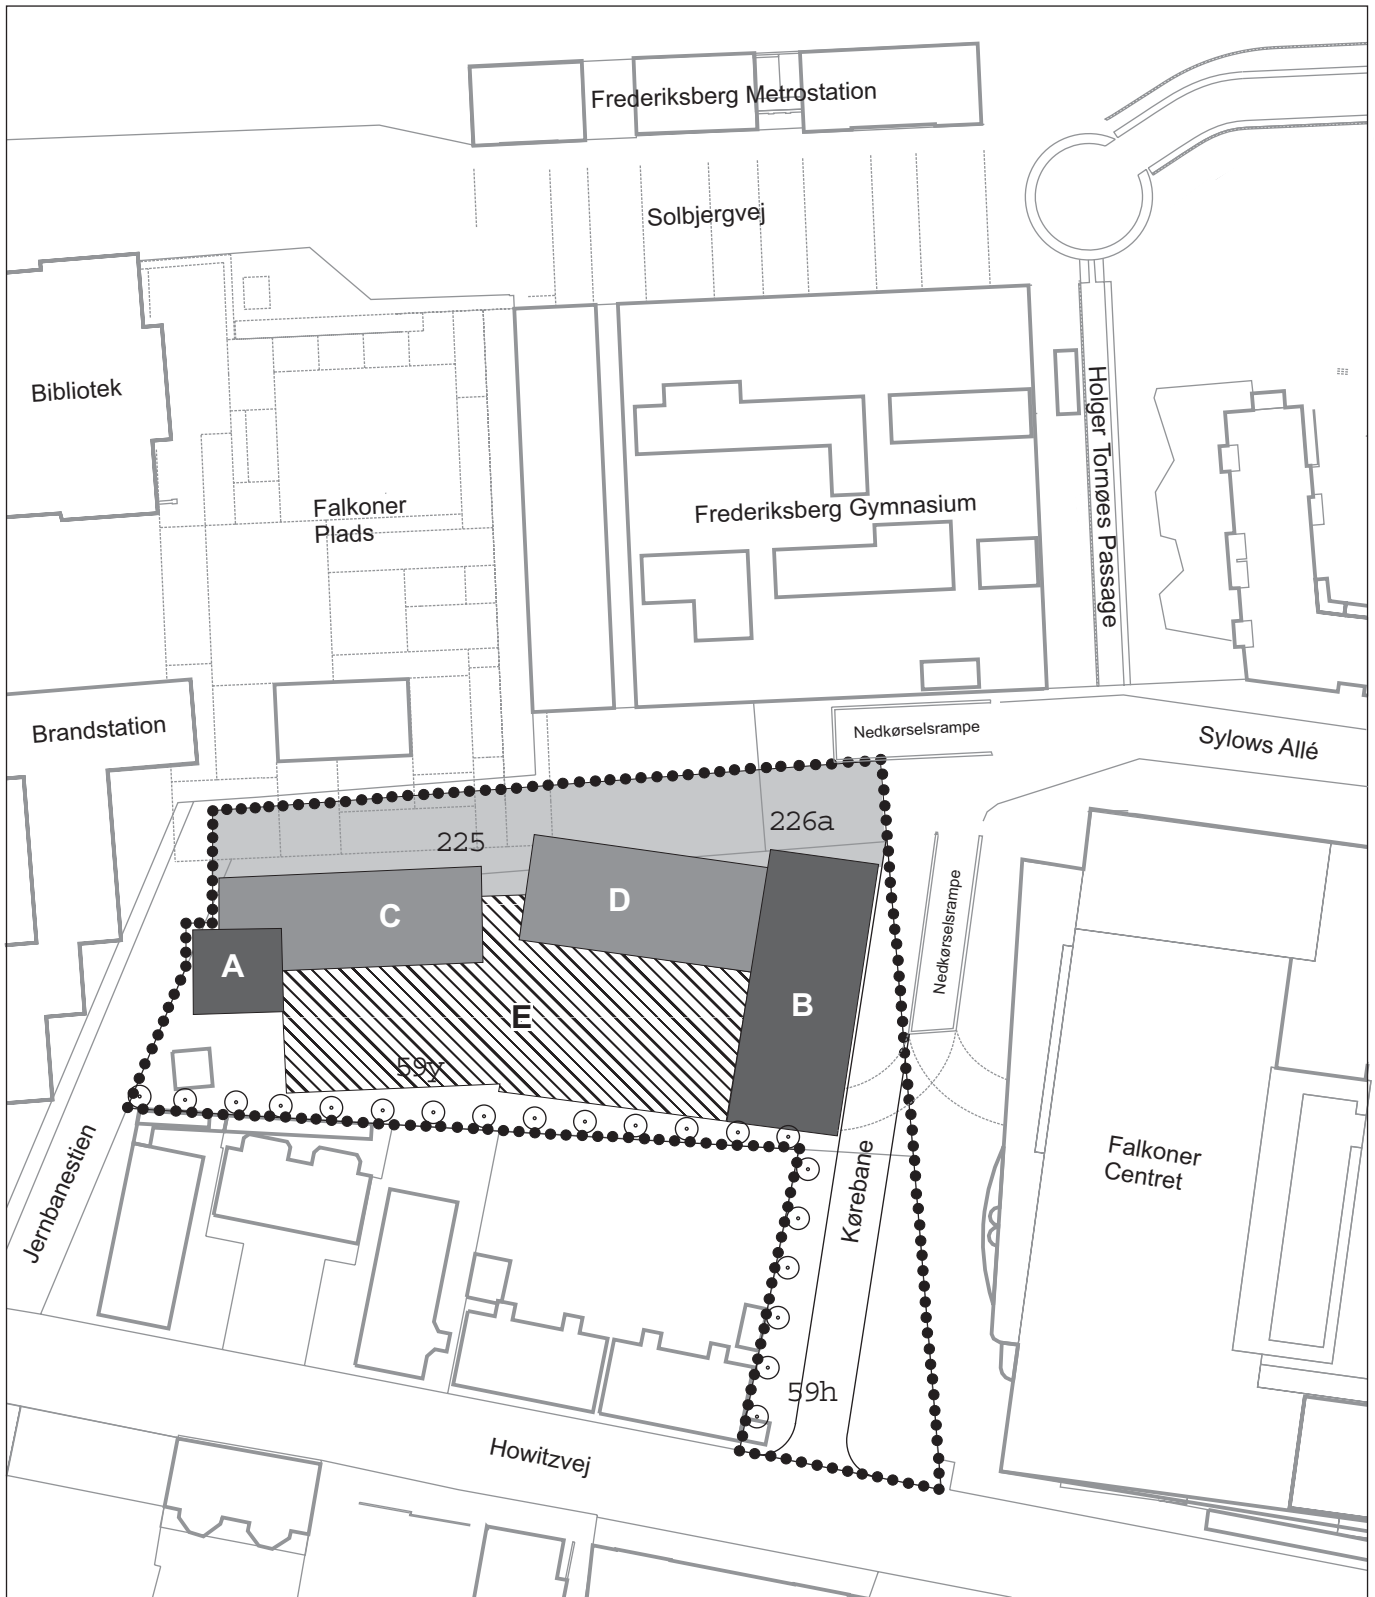 Frederiksberg Metrostation
Solbjergvej
Bibliotek
Holger Tornøes Passage
Falkoner
Plads
Frederiksberg Gymnasium
Brandstation
Nedkørselsrampe
Sylows Allé
225
226a
Nedkørselsrampe
C
D
A
B
E
59y
Jernbanestien
Kørebane
Falkoner
Centret
59h
Howitzvej